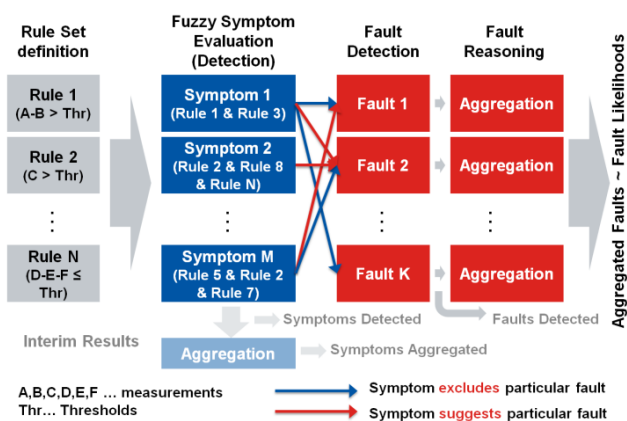 Rule Set
definition
Fuzzy Symptom
Evaluation
(Detection)
Fault
Detection
Fault
Reasoning
Rule 1
(A-B > Thr)
Symptom 1
(Rule 1 & Rule 3)
Fault 1
Aggregation
Rule 2
(C > Thr)
Symptom 2
(Rule 2 & Rule 8
& Rule N)
Fault 2
Aggregation
⋮
⋮
⋮
⋮
Rule N
(D-E-F ≤
Thr)
Symptom M
(Rule 5 & Rule 2
& Rule 7)
Fault K
Aggregation
Aggregated Faults ~ Fault Likelihoods
Interim Results
Symptoms Detected
Faults Detected
Aggregation
Symptoms Aggregated
A,B,C,D,E,F ... measurements
Thr... Thresholds
Symptom excludes particular fault
Symptom suggests particular fault